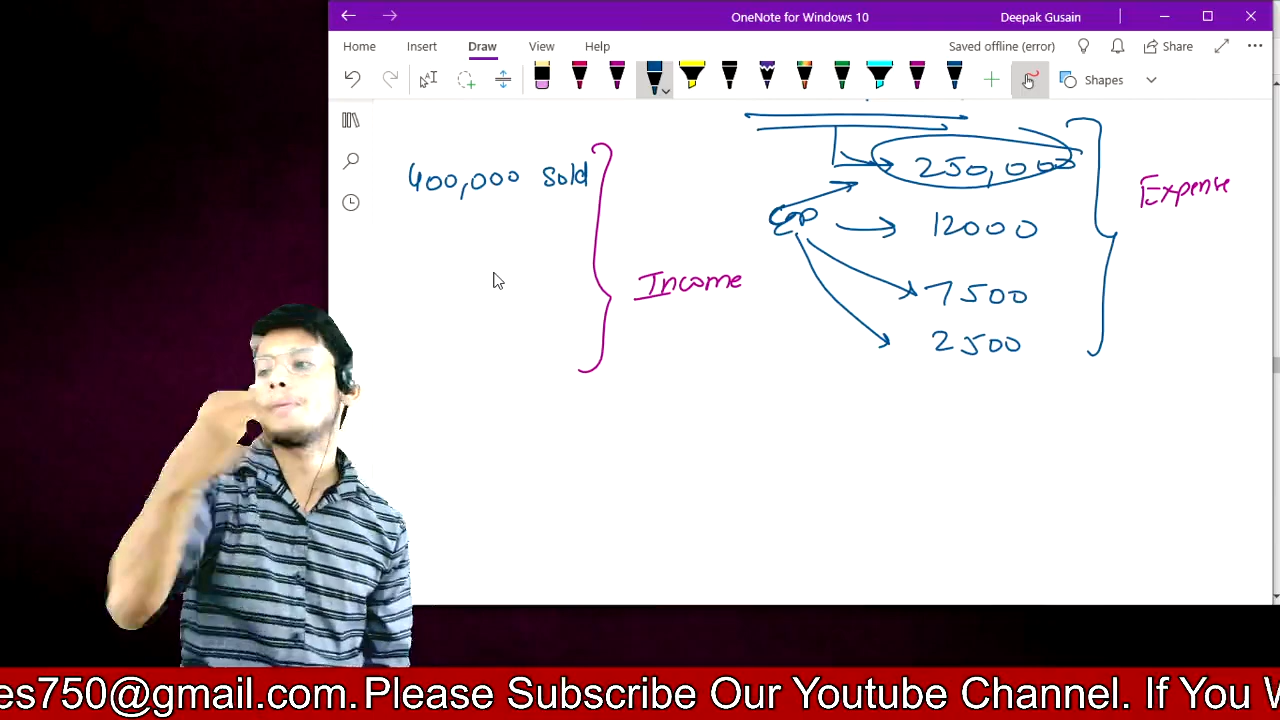 OneNote for Windows 10
Deepak Gusain
Home Insert Draw View Help
Saved offline (error)
Share
Shapes
400,000 Sold
Income
250,000
12000
7500
2500
Expense
es750@gmail.com. Please Subscribe Our Youtube Channel. If You W